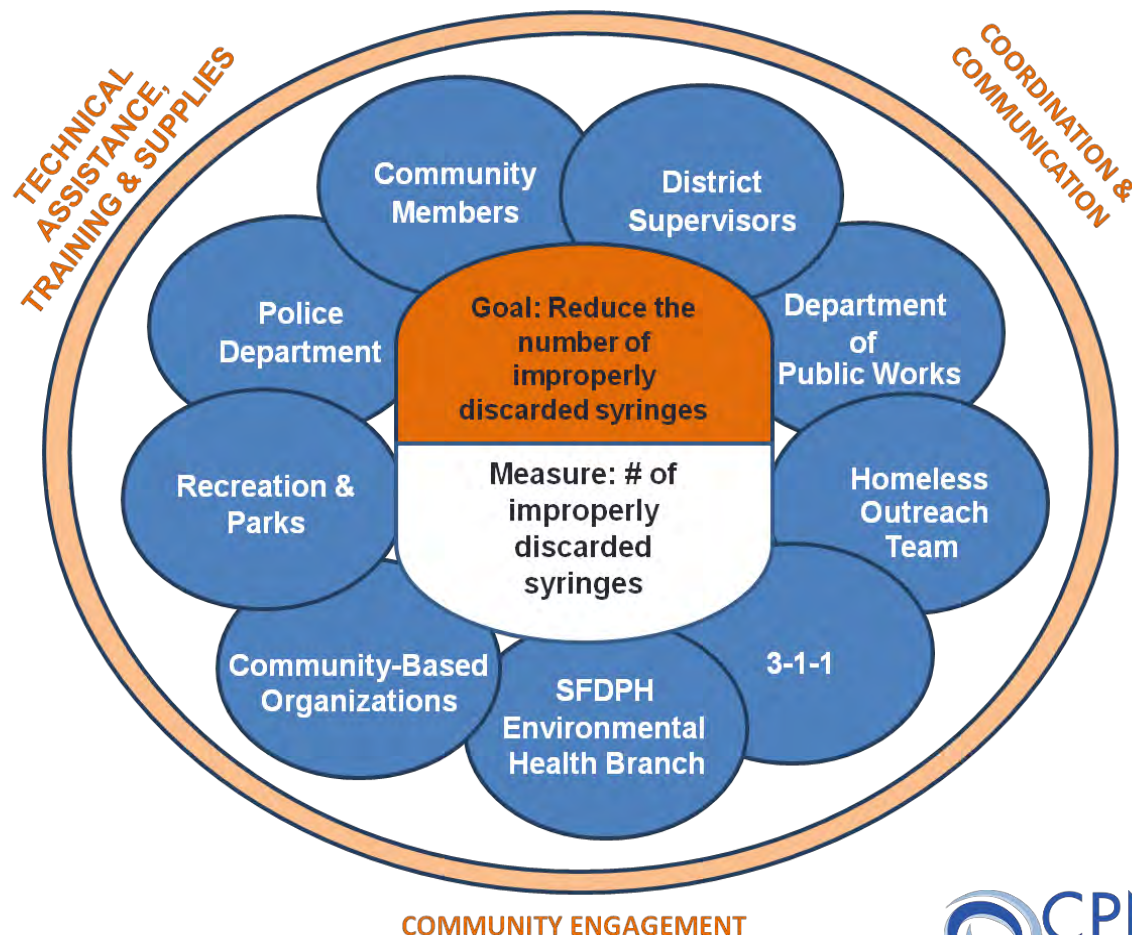 TECHNICAL
ASSISTANCE,
TRAINING & SUPPLIES
COORDINATION &
COMMUNICATION
Community
Members
District
Supervisors
Police
Department
Goal: Reduce the
number of
improperly
discarded syringes
Department
of
Public Works
Recreation &
Parks
Measure: # of
improperly
discarded
syringes
Homeless
Outreach
Team
Community-Based
Organizations
SFDPH
Environmental
Health Branch
3-1-1
COMMUNITY ENGAGEMENT